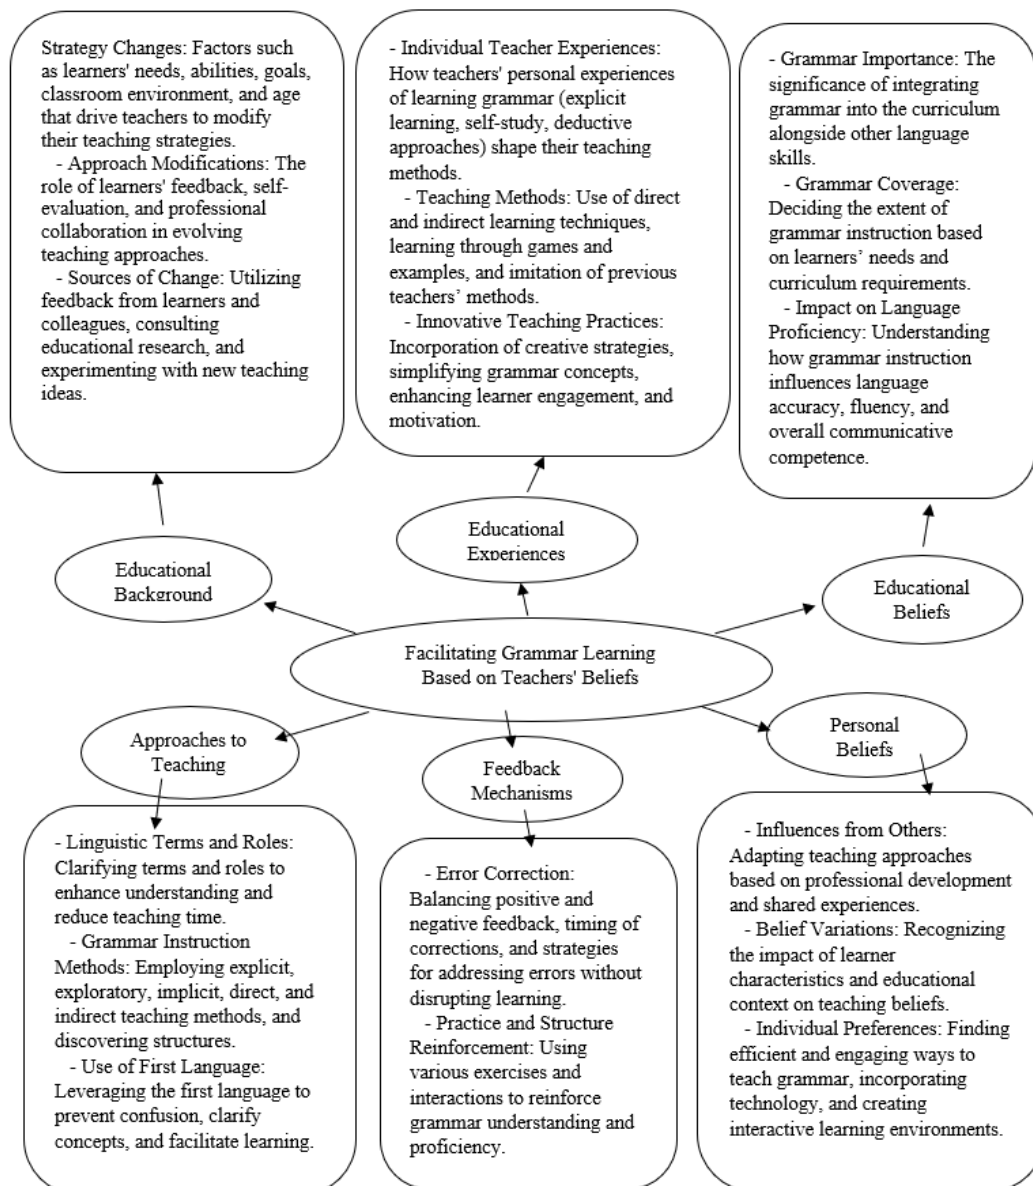 Strategy Changes: Factors such
as learners' needs, abilities, goals,
classroom environment, and age
that drive teachers to modify
their teaching strategies.
- Approach Modifications: The
role of learners' feedback, self-
evaluation, and professional
collaboration in evolving
teaching approaches.
- Sources of Change: Utilizing
feedback from learners and
colleagues, consulting
educational research, and
experimenting with new teaching
ideas.
- Individual Teacher Experiences:
How teachers' personal experiences
of learning grammar (explicit
learning, self-study, deductive
approaches) shape their teaching
methods.
- Teaching Methods: Use of direct
and indirect learning techniques,
learning through games and
examples, and imitation of previous
teachers’ methods.
- Innovative Teaching Practices:
Incorporation of creative strategies,
simplifying grammar concepts,
enhancing learner engagement, and
motivation.
- Grammar Importance: The
significance of integrating
grammar into the curriculum
alongside other language
skills.
- Grammar Coverage:
Deciding the extent of
grammar instruction based
on learners’ needs and
curriculum requirements.
- Impact on Language
Proficiency: Understanding
how grammar instruction
influences language
accuracy, fluency, and
overall communicative
competence.
Educational
Background
Educational
Experiences
Educational
Beliefs
Facilitating Grammar Learning
Based on Teachers' Beliefs
Approaches to
Teaching
Feedback
Mechanisms
Personal
Beliefs
- Linguistic Terms and Roles:
Clarifying terms and roles to
enhance understanding and
reduce teaching time.
- Grammar Instruction
Methods: Employing explicit,
exploratory, implicit, direct, and
indirect teaching methods, and
discovering structures.
- Use of First Language:
Leveraging the first language to
prevent confusion, clarify
concepts, and facilitate learning.
- Error Correction:
Balancing positive and
negative feedback, timing of
corrections, and strategies
for addressing errors without
disrupting learning.
- Practice and Structure
Reinforcement: Using
various exercises and
interactions to reinforce
grammar understanding and
proficiency.
- Influences from Others:
Adapting teaching approaches
based on professional development
and shared experiences.
- Belief Variations: Recognizing
the impact of learner
characteristics and educational
context on teaching beliefs.
- Individual Preferences: Finding
efficient and engaging ways to
teach grammar, incorporating
technology, and creating
interactive learning environments.